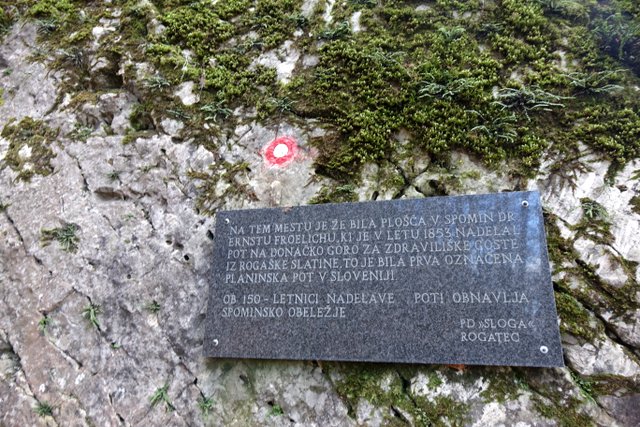 NA TEM MESTU JE ŽE BILA PLOŠČA V SPOMIN DR.
ERNSTU FROELICHU, KI JE V LETU 1853 NADELAL
POT NA DONAČKO GORO ZA ZDRAVILIŠKE GOSTE
IZ ROGAŠKE SLATINE. TO JE BILA PRVA OZNAČENA
PLANINSKA POT V SLOVENIJI.
OB 150 - LETNICI NADELAVE POTI OBNAVLJA
SPOMINSKO OBELEŽJE
PD »SLOGA«
ROGATEC